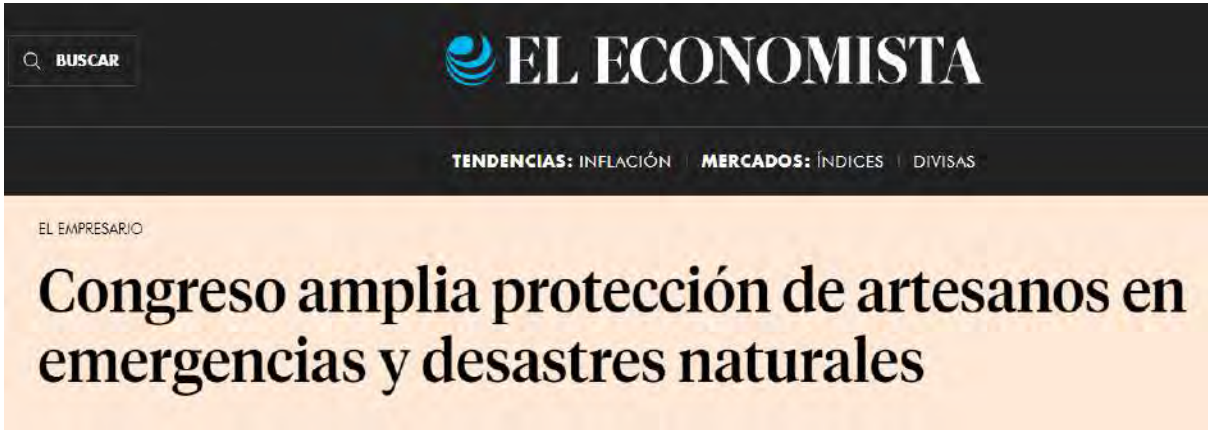 BUSCAR
EL ECONOMISTA
TENDENCIAS: INFLACIÓN | MERCADOS: ÍNDICES | DIVISAS
EL EMPRESARIO
Congreso amplia protección de artesanos en
emergencias y desastres naturales